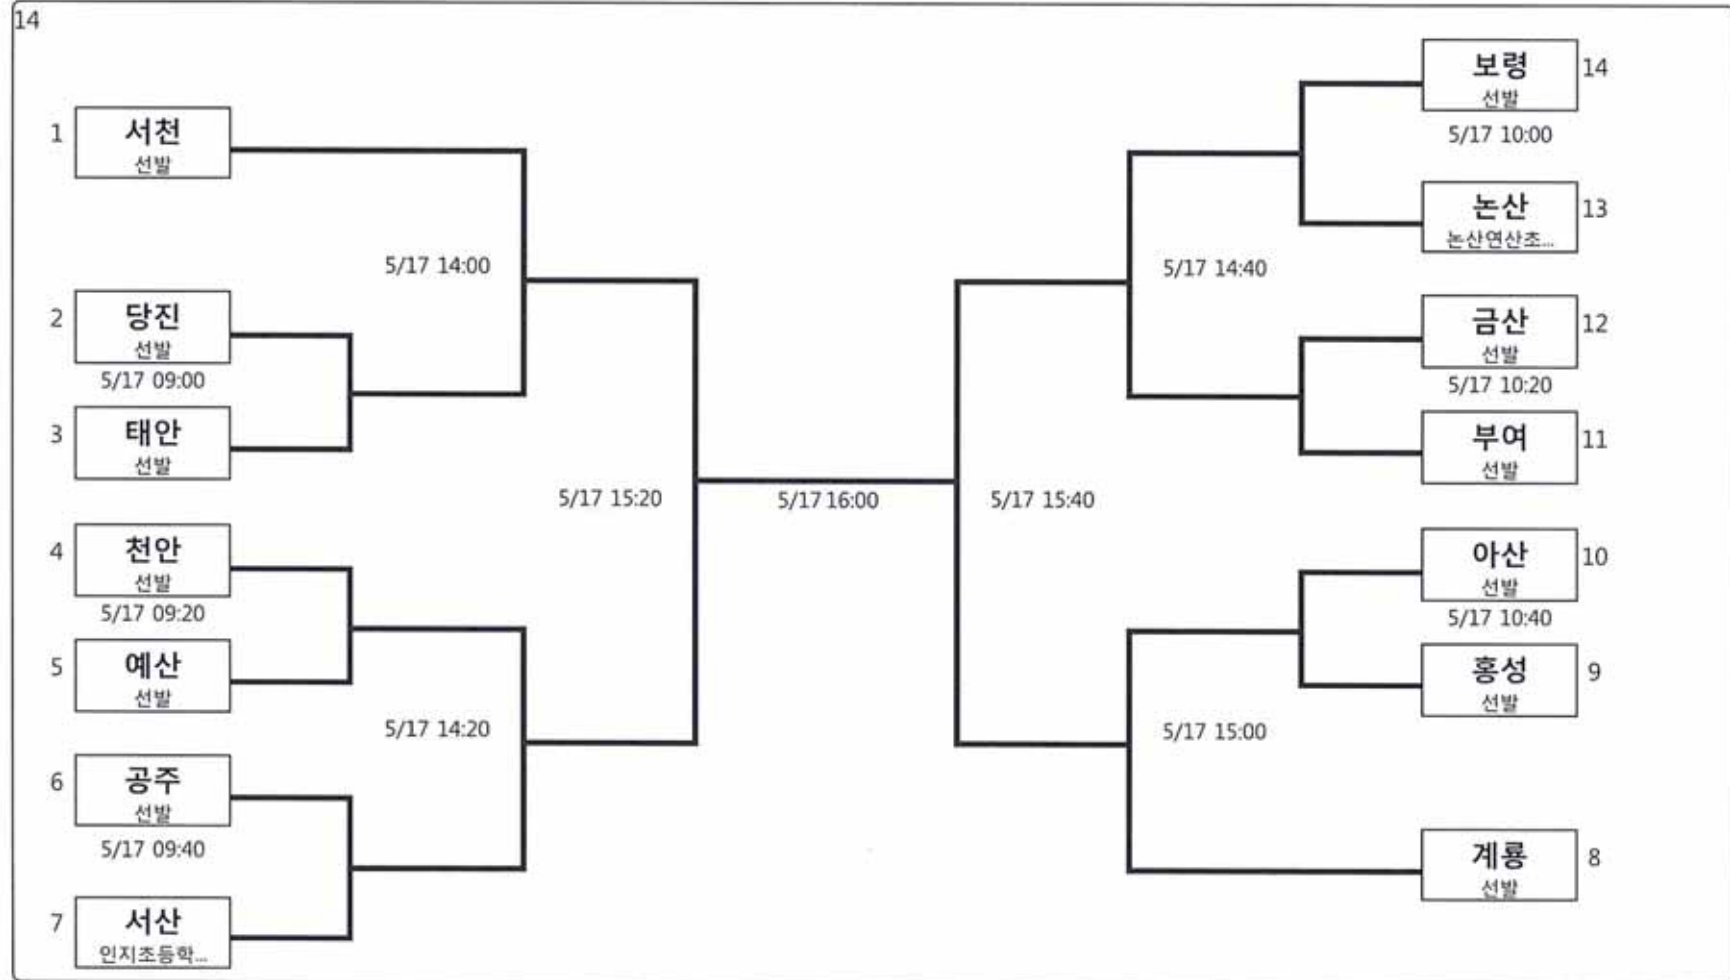 14
1
서천
선발
5/17 14:00
2
당진
선발
5/17 09:00
3
태안
선발
5/17 15:20
4
천안
선발
5/17 09:20
5
예산
선발
5/17 14:20
6
공주
선발
5/17 09:40
7
서산
인지초등학...
5/17 16:00
보령
14
선발
5/17 10:00
논산
13
논산연산초...
5/17 14:40
금산
12
선발
5/17 10:20
부여
11
선발
5/17 15:40
아산
10
선발
5/17 10:40
홍성
9
선발
5/17 15:00
계룡
8
선발